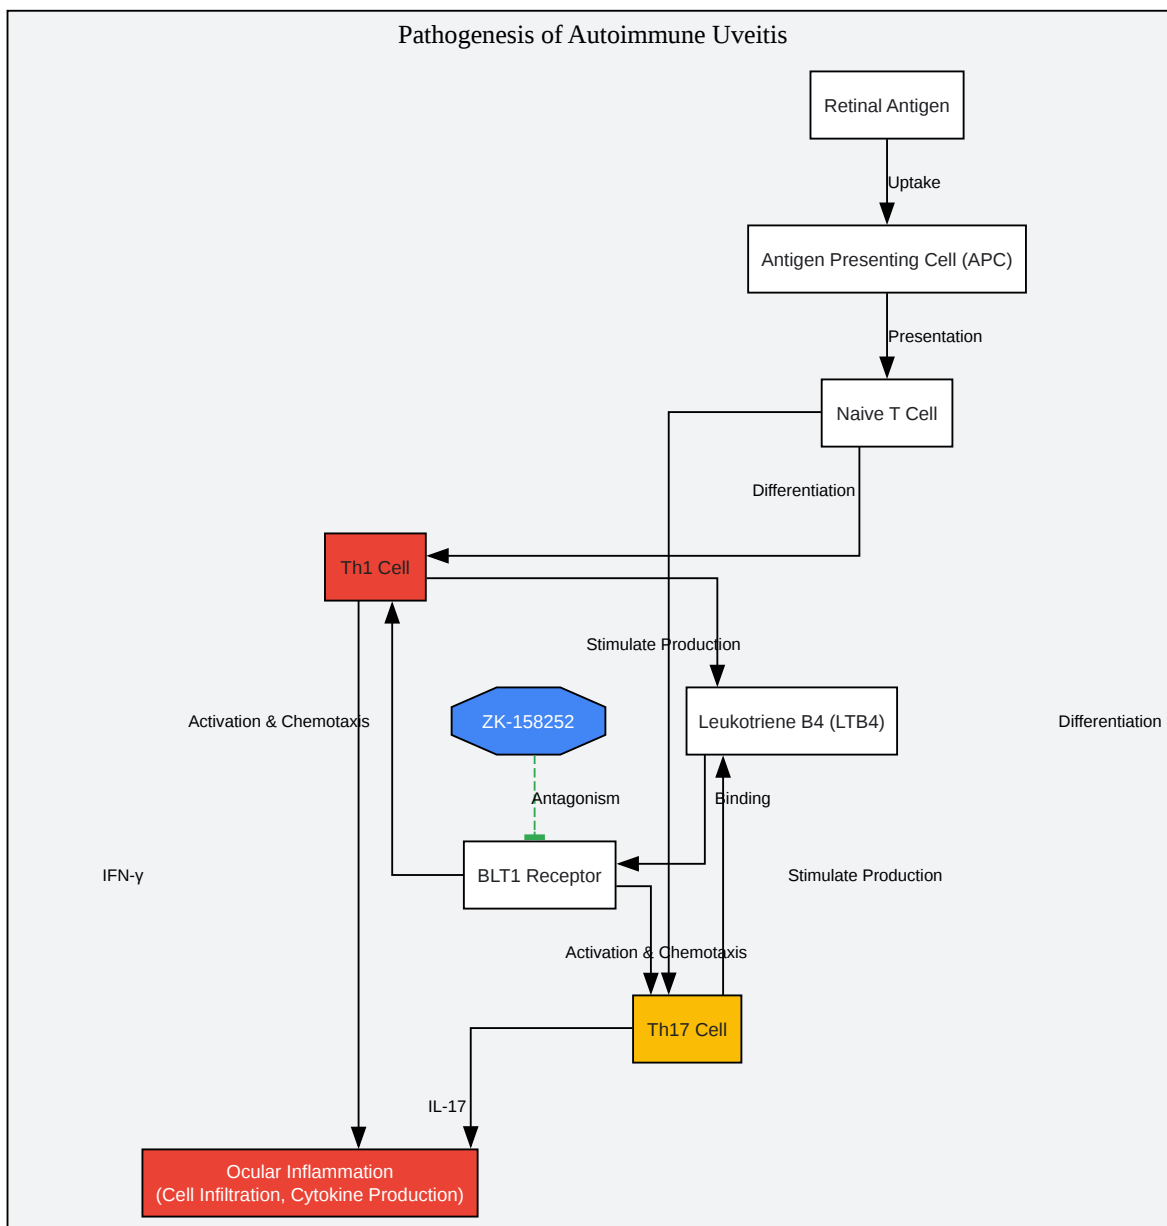 Pathogenesis of Autoimmune Uveitis
Retinal Antigen
Uptake
Antigen Presenting Cell (APC)
Presentation
Naive T Cell
Differentiation
Th1 Cell
Stimulate Production
Activation & Chemotaxis
ZK-158252
Leukotriene B4 (LTB4)
Differentiation
Antagonism
Binding
IFN-γ
BLT1 Receptor
Stimulate Production
Activation & Chemotaxis
Th17 Cell
IL-17
Ocular Inflammation
(Cell Infiltration, Cytokine Production)